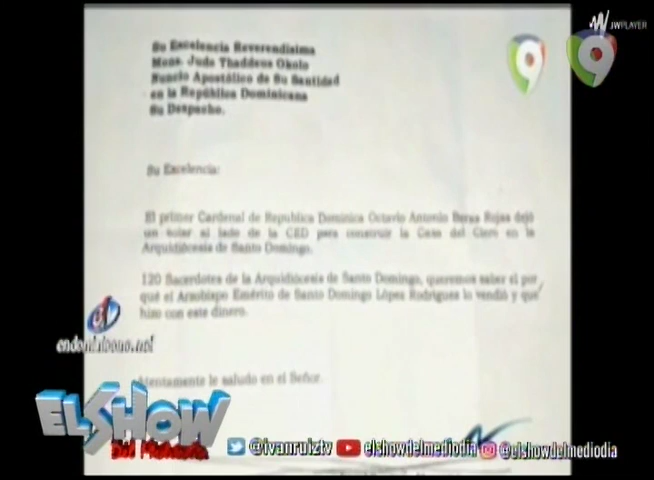 JWPLAYER
9
9
Su Excelencia Reverendísima
Mons. Jude Thaddeus Okolo
Nuncio Apostólico de Su Santidad
en la República Dominicana
Su Despacho.
Su Excelencia:
El primer Cardenal de República Dominica Octavio Antonio Beras Rojas dejó
un solar al lado de la CED para construir la Casa del Clero en la
Arquidiócesis de Santo Domingo.
120 Sacerdotes de la Arquidiócesis de Santo Domingo, queremos saber el por
qué el Arzobispo Emérito de Santo Domingo López Rodríguez lo vendió y que
hizo con este dinero.
Atentamente le saludo en el Señor.
EL SHOW
Del Mediodía
@ivanruiztv
elshowdelmediodia
@elshowdelmediodia